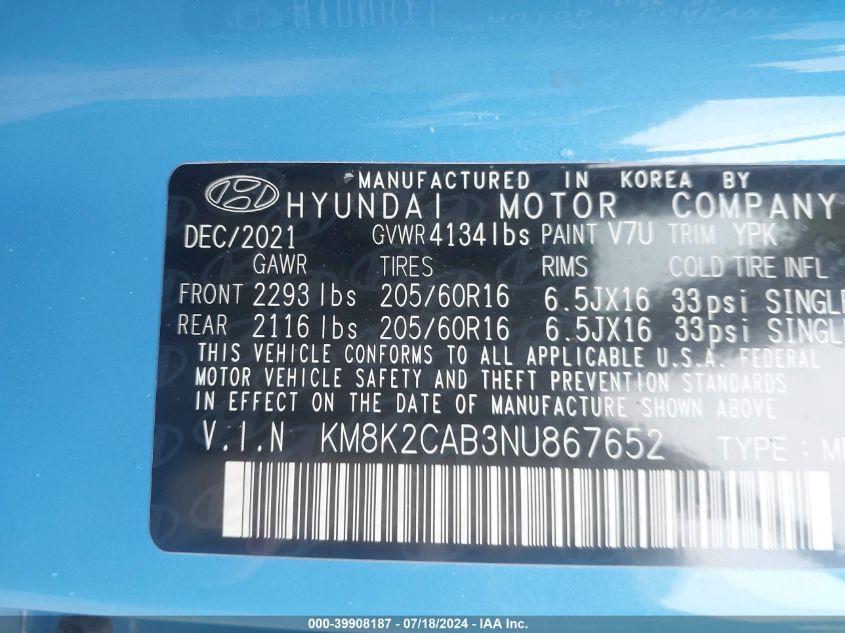 MANUFACTURED IN KOREA BY
HYUNDAI MOTOR COMPANY
DEC/2021 GVWR 4134 lbs PAINT V7U TRIM YPK
GAWR TIRES RIMS COLD TIRE INFL
FRONT 2293 lbs 205/60R16 6.5JX16 33psi SINGLE
REAR 2116 lbs 205/60R16 6.5JX16 33psi SINGLE
THIS VEHICLE CONFORMS TO ALL APPLICABLE U.S.A. FEDERAL
MOTOR VEHICLE SAFETY AND THEFT PREVENTION STANDARDS
IN EFFECT ON THE DATE OF MANUFACTURE SHOWN ABOVE
V.I.N KM8K2CAB3NU867652 TYPE :
000-39908187 - 07/18/2024 - IAA Inc.